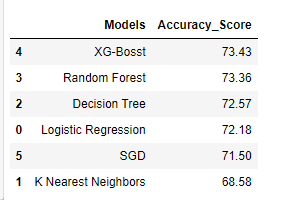 Models Accuracy_Score
4 XG-Bosst 73.43
3 Random Forest 73.36
2 Decision Tree 72.57
0 Logistic Regression 72.18
5 SGD 71.50
1 K Nearest Neighbors 68.58